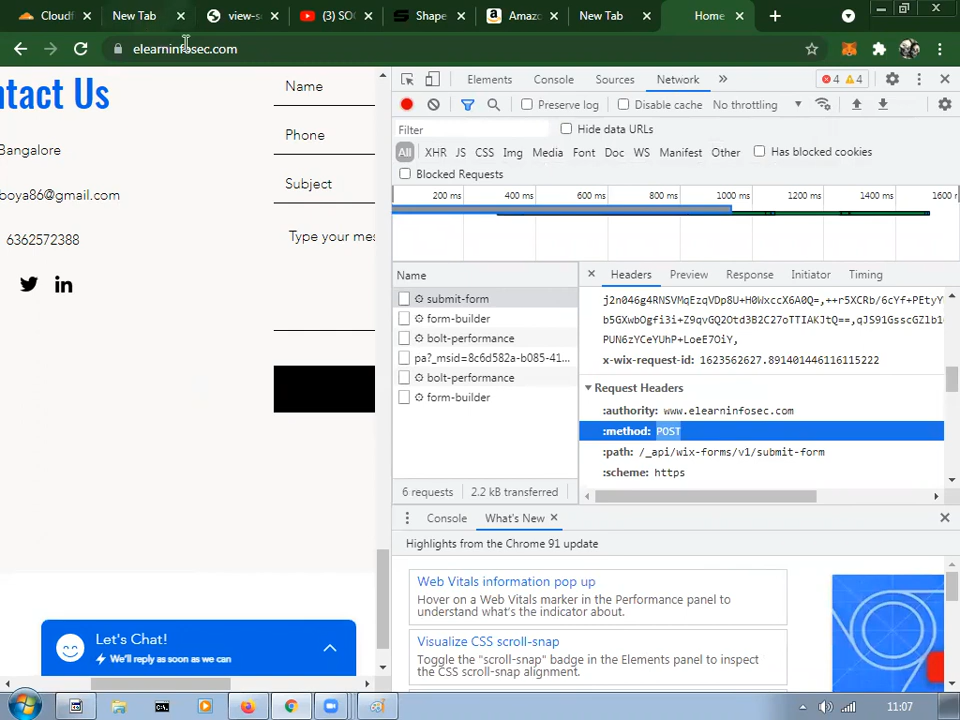 Cloudf
New Tab
view-s
(3) SO
Shape
Amazo
New Tab
Home
elearninfosec.com
ntact Us
Bangalore
boya86@gmail.com
6362572388
Name
Phone
Subject
Type your mes
Let's Chat!
We'll reply as soon as we can
Elements
Console
Sources
Network
4
4
Preserve log
Disable cache
No throttling
Filter
Hide data URLs
All
XHR
JS
CSS
Img
Media
Font
Doc
WS
Manifest
Other
Has blocked cookies
Blocked Requests
200 ms
400 ms
600 ms
800 ms
1000 ms
1200 ms
1400 ms
1600 r
Name
submit-form
form-builder
bolt-performance
pa?_msid=8c6d582a-b085-41...
bolt-performance
form-builder
6 requests
2.2 kB transferred
Headers
Preview
Response
Initiator
Timing
j2n046g4RNSVMqEzqVDp8U+H0WxccX6A0Q=,++r5XCRb/6cYf+PEtyY
b5GXwbOgfi3i+Z9qvGQ2Otd3B2C27oTTIAKJtQ==,qJS91GsscGZlb1
PUN6zYCeYUhP+LoeE7OiY,
x-wix-request-id: 1623562627.891401446116115222
Request Headers
:authority: www.elearninfosec.com
:method: POST
:path: /_api/wix-forms/v1/submit-form
:scheme: https
Console
What's New
Highlights from the Chrome 91 update
Web Vitals information pop up
Hover on a Web Vitals marker in the Performance panel to
understand what's the indicator about.
Visualize CSS scroll-snap
Toggle the "scroll-snap" badge in the Elements panel to
inspect the CSS scroll-snap alignment.
11:07